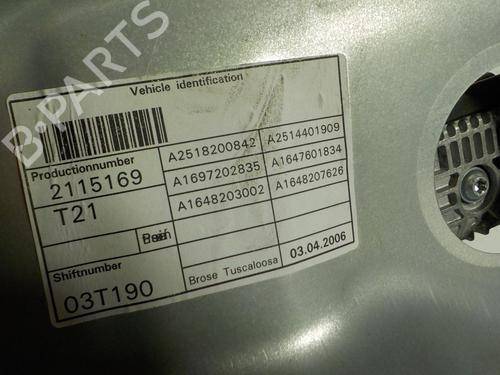 B-PARTS
Vehicle identification
Productionnumber
2115169
T21
A2518200842 A2514401909
A1697202835 A1647601834
A1648203002 A1648207626
Shiftnumber
03T190
Brose Tuscaloosa 03.04.2006